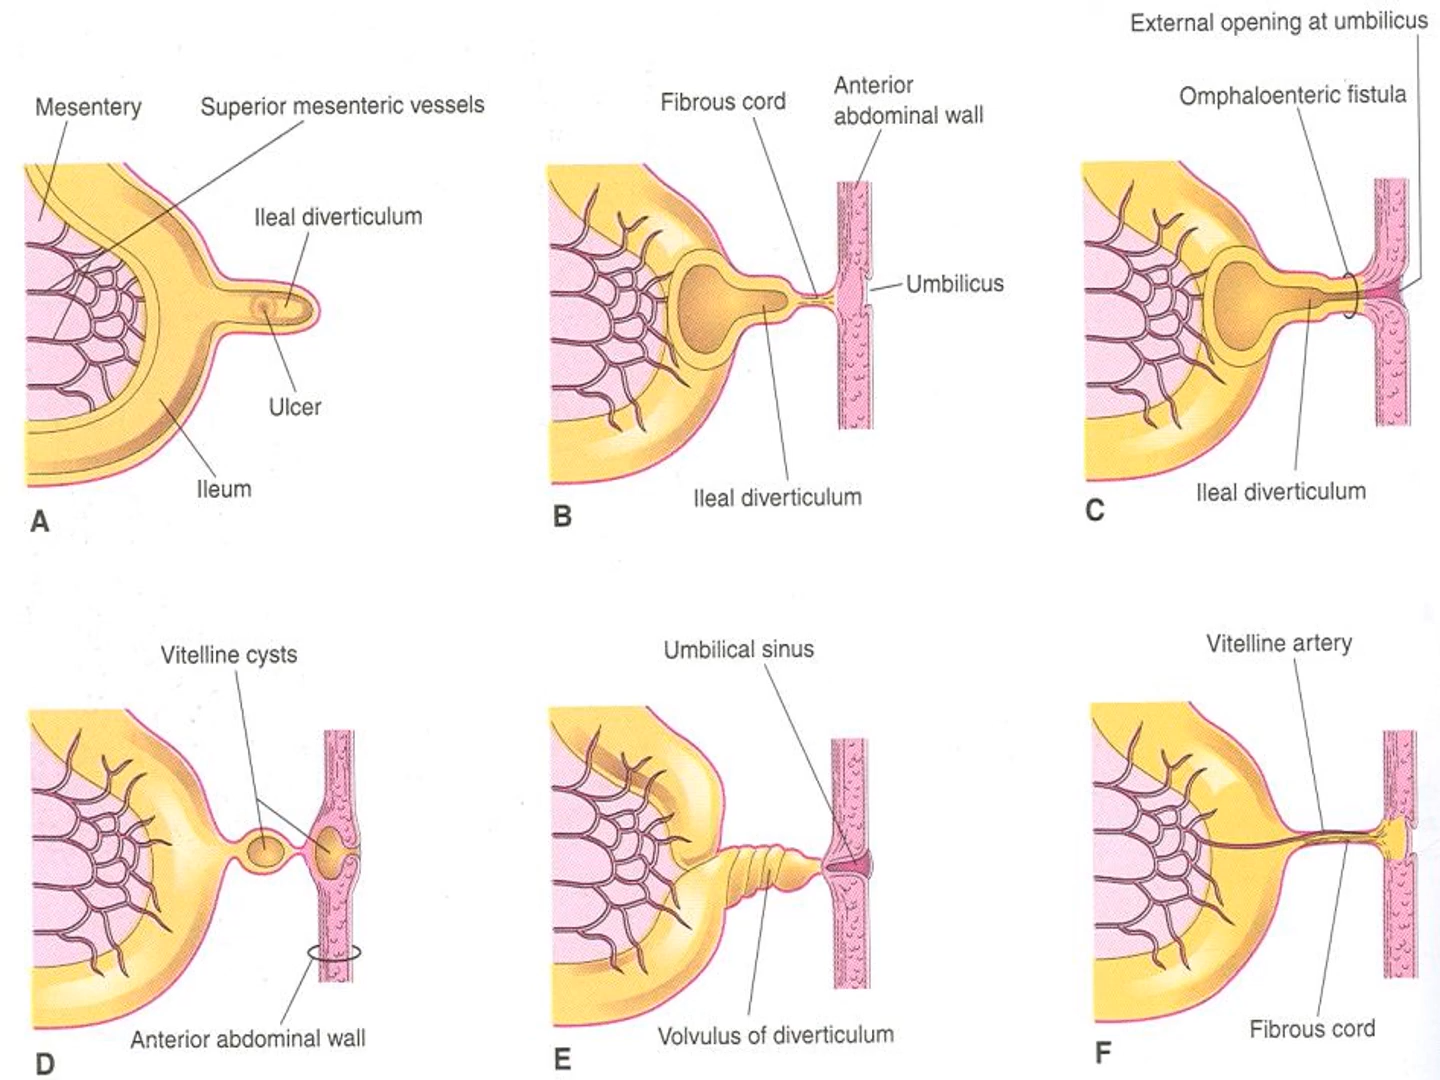 External opening at umbilicus
Mesentery
Superior mesenteric vessels
Ileal diverticulum
Ulcer
Ileum
A
Fibrous cord
Anterior
abdominal wall
Umbilicus
Ileal diverticulum
B
Omphaloenteric fistula
Ileal diverticulum
C
Vitelline cysts
Anterior abdominal wall
D
Umbilical sinus
Volvulus of diverticulum
E
Vitelline artery
Fibrous cord
F